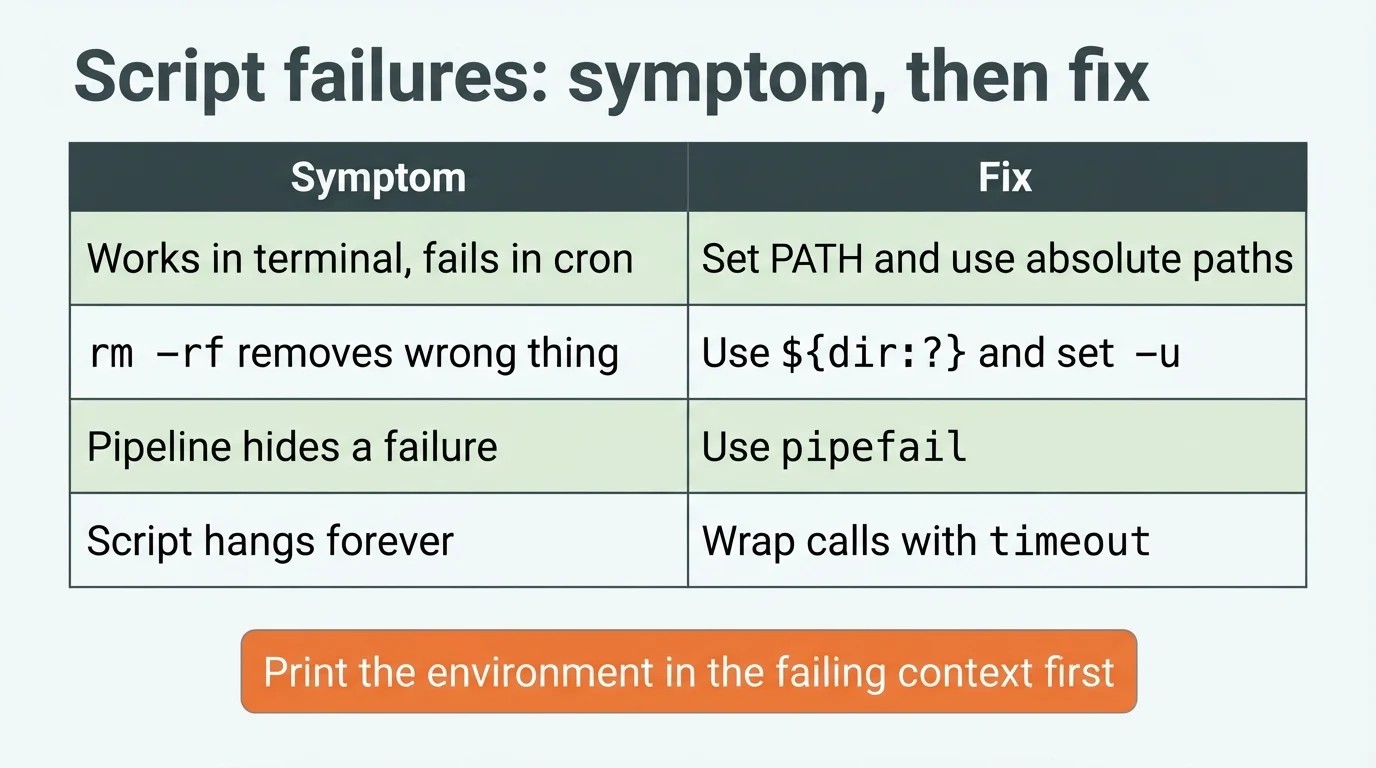 Script failures: symptom, then fix
Symptom Fix
Works in terminal, fails in cron Set PATH and use absolute paths
rm –rf removes wrong thing Use ${dir:?} and set –u
Pipeline hides a failure Use pipefail
Script hangs forever Wrap calls with timeout
Print the environment in the failing context first